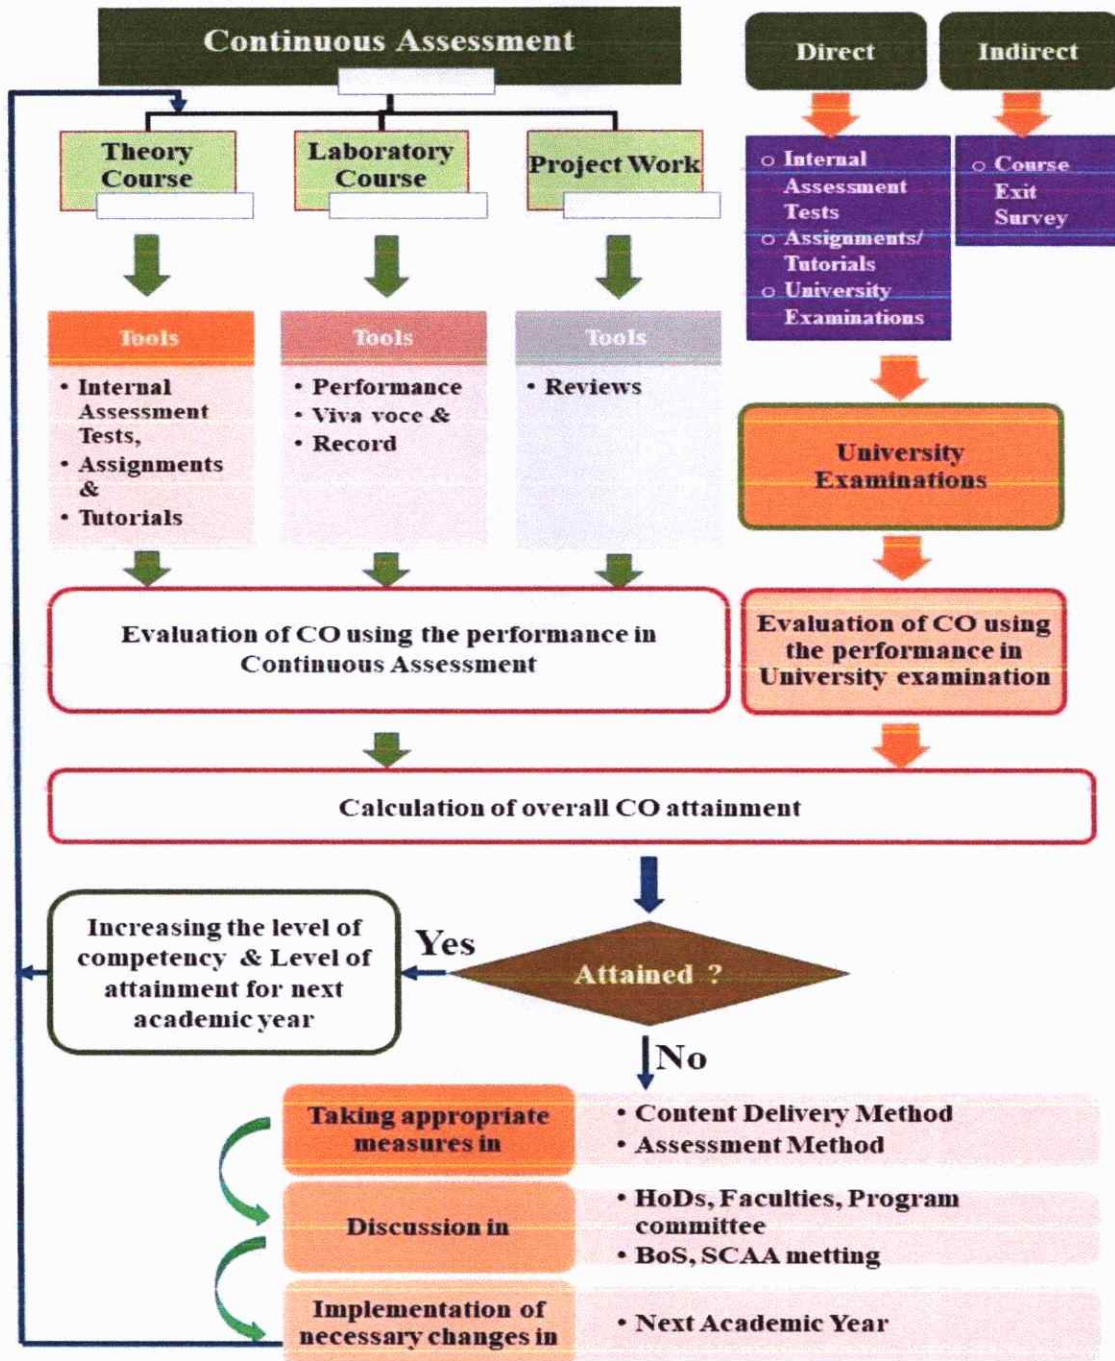 Continuous Assessment
Direct
Indirect
Theory
Course
Laboratory
Course
Project Work
○ Internal
Assessment
Tests
○ Assignments/
Tutorials
○ University
Examinations
○ Course
Exit
Survey
Tools
• Internal
Assessment
Tests,
• Assignments
&
• Tutorials
Tools
• Performance
• Viva voce &
• Record
Tools
• Reviews
University
Examinations
Evaluation of CO using the performance in
Continuous Assessment
Evaluation of CO using
the performance in
University examination
Calculation of overall CO attainment
Attained ?
Yes
Increasing the level of
competency & Level of
attainment for next
academic year
No
Taking appropriate
measures in
• Content Delivery Method
• Assessment Method
Discussion in
• HoDs, Faculties, Program
committee
• BoS, SCAA metting
Implementation of
necessary changes in
• Next Academic Year